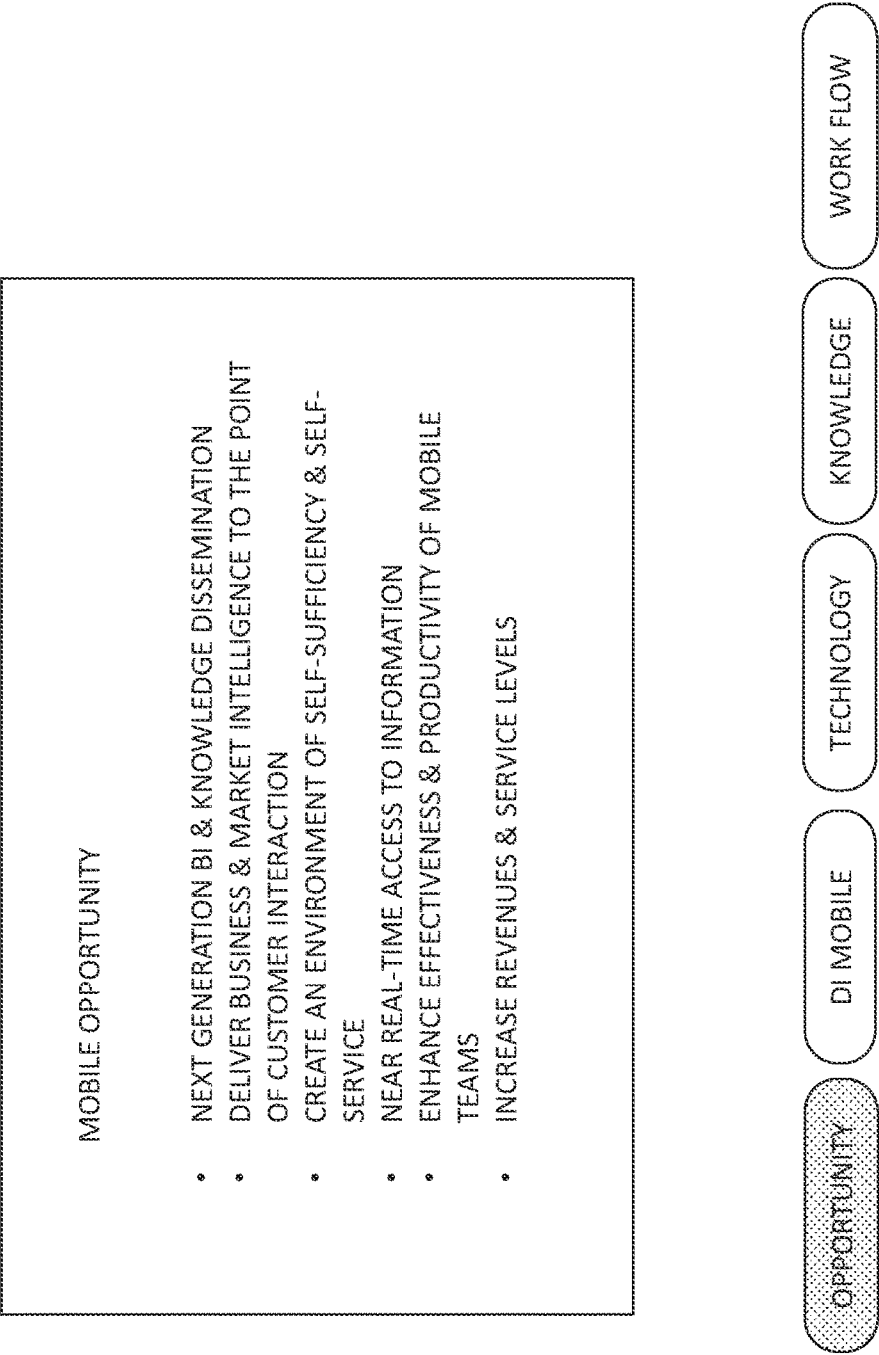 MOBILE OPPORTUNITY
• NEXT GENERATION BI & KNOWLEDGE DISSEMINATION
• DELIVER BUSINESS & MARKET INTELLIGENCE TO THE POINT
OF CUSTOMER INTERACTION
• CREATE AN ENVIRONMENT OF SELF-SUFFICIENCY & SELF-
SERVICE
• NEAR REAL-TIME ACCESS TO INFORMATION
• ENHANCE EFFECTIVENESS & PRODUCTIVITY OF MOBILE
TEAMS
• INCREASE REVENUES & SERVICE LEVELS
OPPORTUNITY
DI MOBILE
TECHNOLOGY
KNOWLEDGE
WORK FLOW